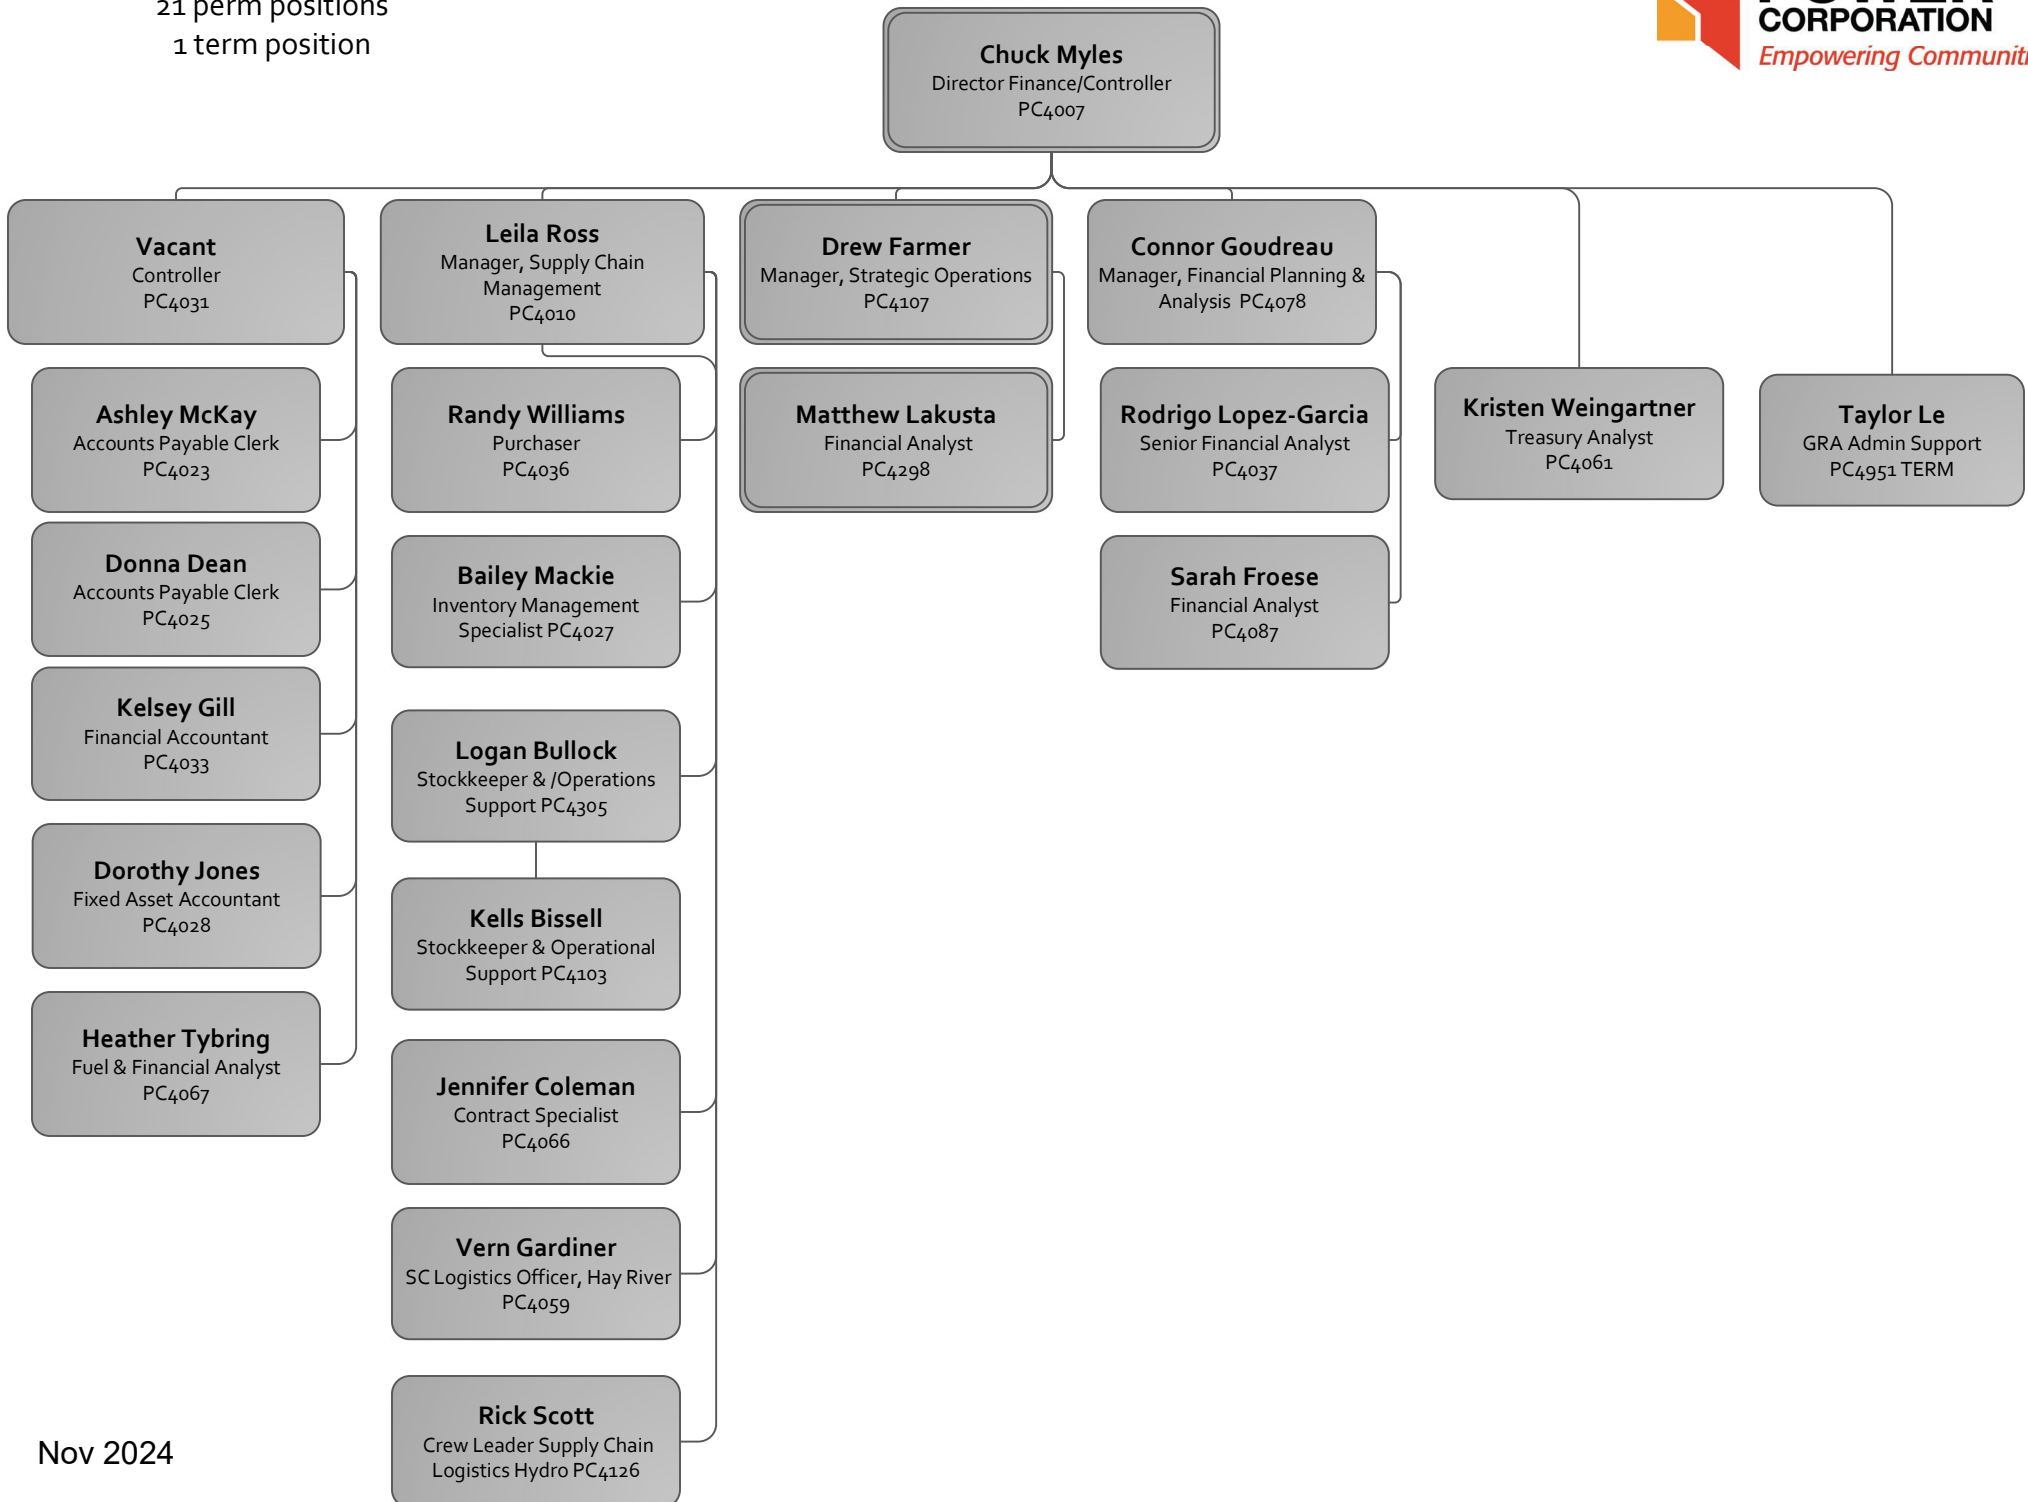 21 perm positions
1 term position
CORPORATION
Empowering
Chuck Myles
Director Finance/Controller
PC4007
Vacant
Controller
PC4031
Leila Ross
Manager, Supply Chain
Management
PC4010
Drew Farmer
Manager, Strategic Operations
PC4107
Connor Goudreau
Manager, Financial Planning &
Analysis PC4078
Ashley McKay
Accounts Payable Clerk
PC4023
Randy Williams
Purchaser
PC4036
Matthew Lakusta
Financial Analyst
PC4298
Rodrigo Lopez-Garcia
Senior Financial Analyst
PC4037
Kristen Weingartner
Treasury Analyst
PC4061
Taylor Le
GRA Admin Support
PC4951 TERM
Donna Dean
Accounts Payable Clerk
PC4025
Bailey Mackie
Inventory Management
Specialist PC4027
Sarah Froese
Financial Analyst
PC4087
Kelsey Gill
Financial Accountant
PC4033
Logan Bullock
Stockkeeper & /Operations
Support PC4305
Dorothy Jones
Fixed Asset Accountant
PC4028
Kells Bissell
Stockkeeper & Operational
Support PC4103
Heather Tybring
Fuel & Financial Analyst
PC4067
Jennifer Coleman
Contract Specialist
PC4066
Vern Gardiner
SC Logistics Officer, Hay River
PC4059
Rick Scott
Crew Leader Supply Chain
Logistics Hydro PC4126
Nov 2024